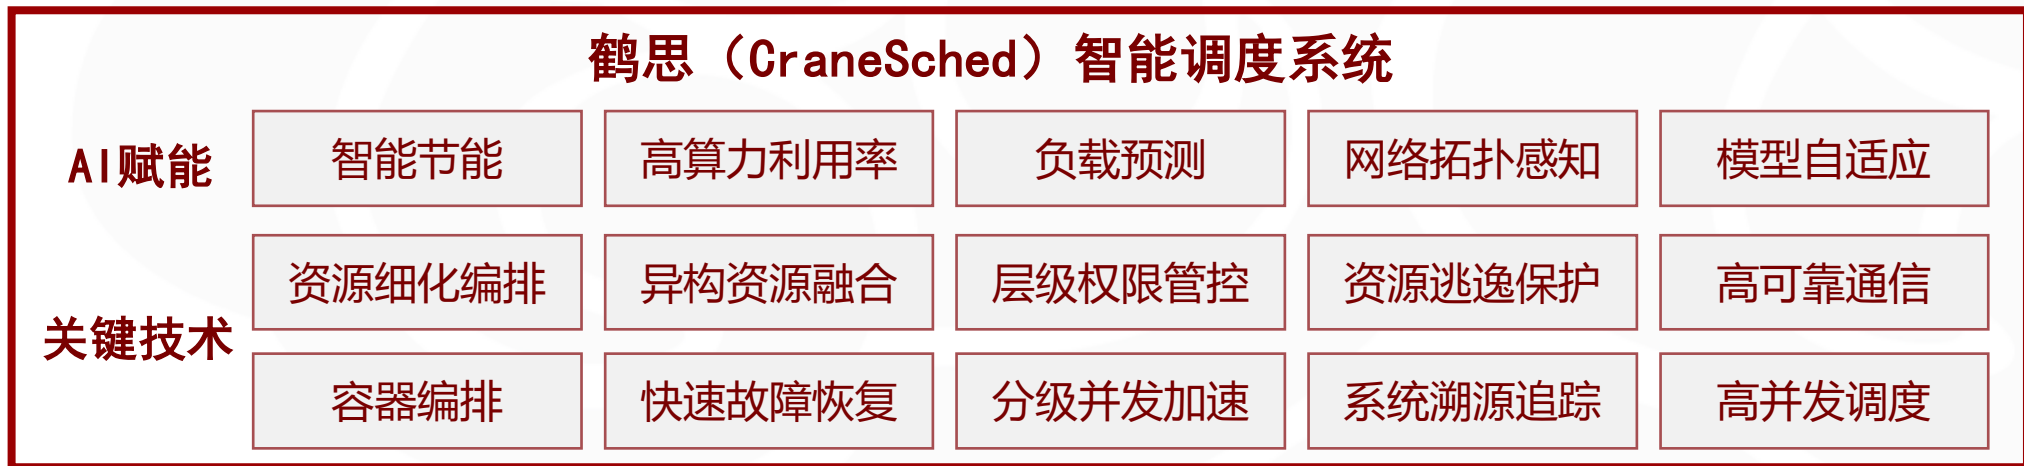 鹤思（CraneSched）智能调度系统
AI赋能
智能节能
高算力利用率
负载预测
网络拓扑感知
模型自适应
关键技术
资源细化编排
异构资源融合
层级权限管控
资源逃逸保护
高可靠通信
容器编排
快速故障恢复
分级并发加速
系统溯源追踪
高并发调度